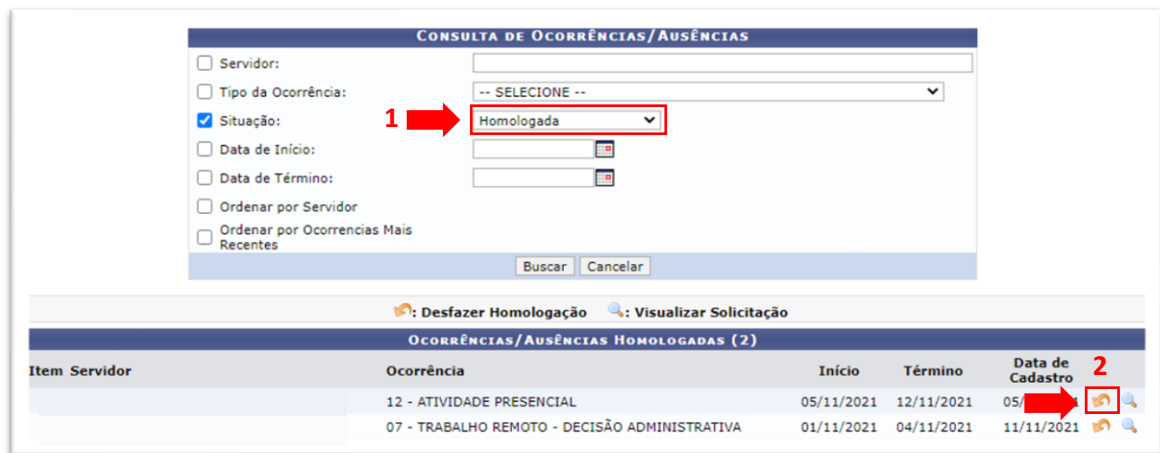 CONSULTA DE OCORRÊNCIAS/AUSÊNCIAS
Servidor:
Tipo da Ocorrência: -- SELECIONE --
Situação: 1 Homologada
Data de Início:
Data de Término:
Ordenar por Servidor
Ordenar por Ocorrencias Mais
Recentes
Buscar Cancelar
: Desfazer Homologação : Visualizar Solicitação
OCORRÊNCIAS/AUSÊNCIAS HOMOLOGADAS (2)
Item Servidor Ocorrência Início Término Data de Cadastro 2
12 - ATIVIDADE PRESENCIAL 05/11/2021 12/11/2021 05/
07 - TRABALHO REMOTO - DECISÃO ADMINISTRATIVA 01/11/2021 04/11/2021 11/11/2021